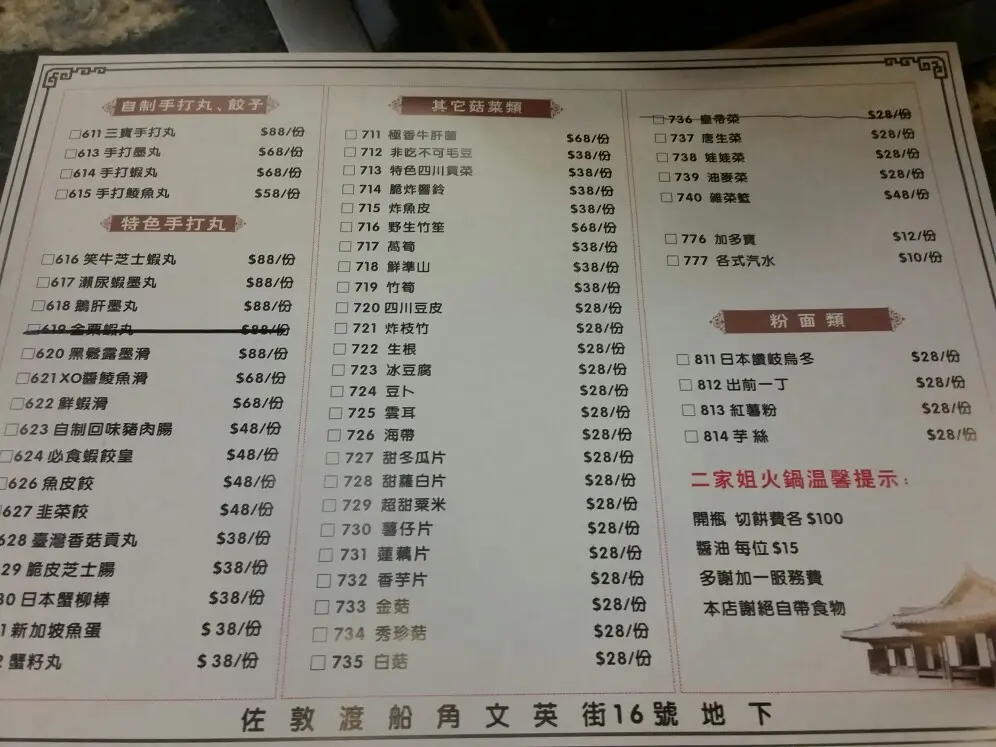 自制手打丸、餃子
□611 三寶手打丸 $88/份
□613 手打墨丸 $68/份
□614 手打蝦丸 $68/份
□615 手打鯪魚丸 $58/份
特色手打丸
□616 笑牛芝士蝦丸 $88/份
□617 瀨尿蝦墨丸 $88/份
□618 鵝肝墨丸 $88/份
□619 金栗蝦丸 $88/份
□620 黑鬆露墨滑 $88/份
□621 XO醬鯪魚滑 $68/份
□622 鮮蝦滑 $68/份
□623 自制回味豬肉腸 $48/份
□624 必食蝦餃皇 $48/份
□626 魚皮餃 $48/份
627 韭菜餃 $48/份
628 臺灣香菇貢丸 $38/份
29 脆皮芝士腸 $38/份
30 日本蟹柳棒 $38/份
1 新加坡魚蛋 $38/份
蟹籽丸 $38/份
其它菇菜類
□ 711 極香牛肝菌 $68/份
□ 712 非吃不可毛豆 $38/份
□ 713 特色四川貢菜 $38/份
□ 714 脆炸響鈴 $38/份
□ 715 炸魚皮 $38/份
□ 716 野生竹笙 $68/份
□ 717 萵筍 $38/份
□ 718 鮮準山 $38/份
□ 719 竹筍 $38/份
□ 720 四川豆皮 $28/份
□ 721 炸枝竹 $28/份
□ 722 生根 $28/份
□ 723 冰豆腐 $28/份
□ 724 豆卜 $28/份
□ 725 雲耳 $28/份
□ 726 海帶 $28/份
□ 727 甜冬瓜片 $28/份
□ 728 甜蘿白片 $28/份
□ 729 超甜粟米 $28/份
□ 730 薯仔片 $28/份
□ 731 蓮藕片 $28/份
□ 732 香芋片 $28/份
□ 733 金菇 $28/份
□ 734 秀珍菇 $28/份
□ 735 白菇 $28/份
□ 736 皇帝菜 $28/份
□ 737 唐生菜 $28/份
□ 738 娃娃菜 $28/份
□ 739 油麥菜 $28/份
□ 740 雜菜籃 $48/份
□ 776 加多寶 $12/份
□ 777 各式汽水 $10/份
粉面類
□ 811 日本讚岐烏冬 $28/份
□ 812 出前一丁 $28/份
□ 813 紅薯粉 $28/份
□ 814 芋絲 $28/份
二家姐火鍋温馨提示：
開瓶 切餅費各 $100
醬油 每位 $15
多謝加一服務費
本店謝絕自帶食物
佐敦渡船角文英街16號地下